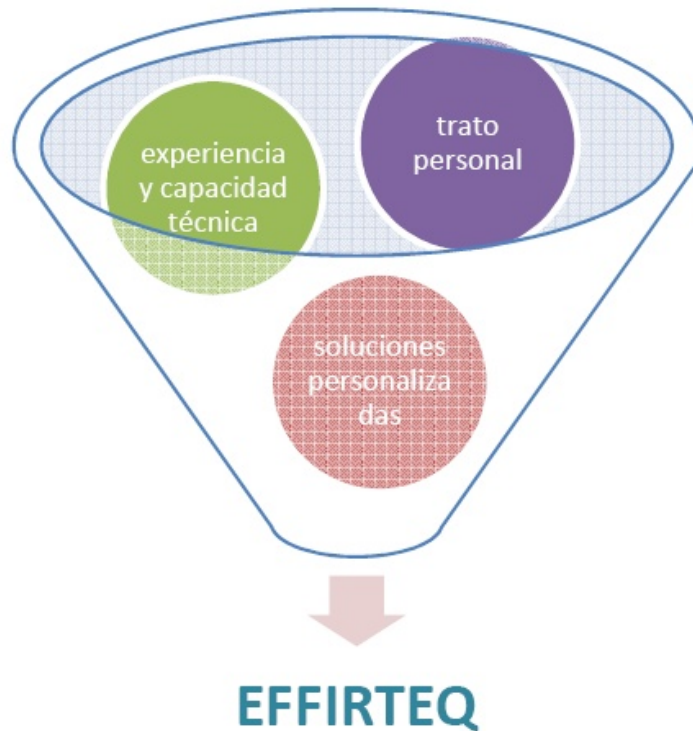 trato
personal
experiencia
y capacidad
técnica
soluciones
personaliza
das
EFFIRTEQ